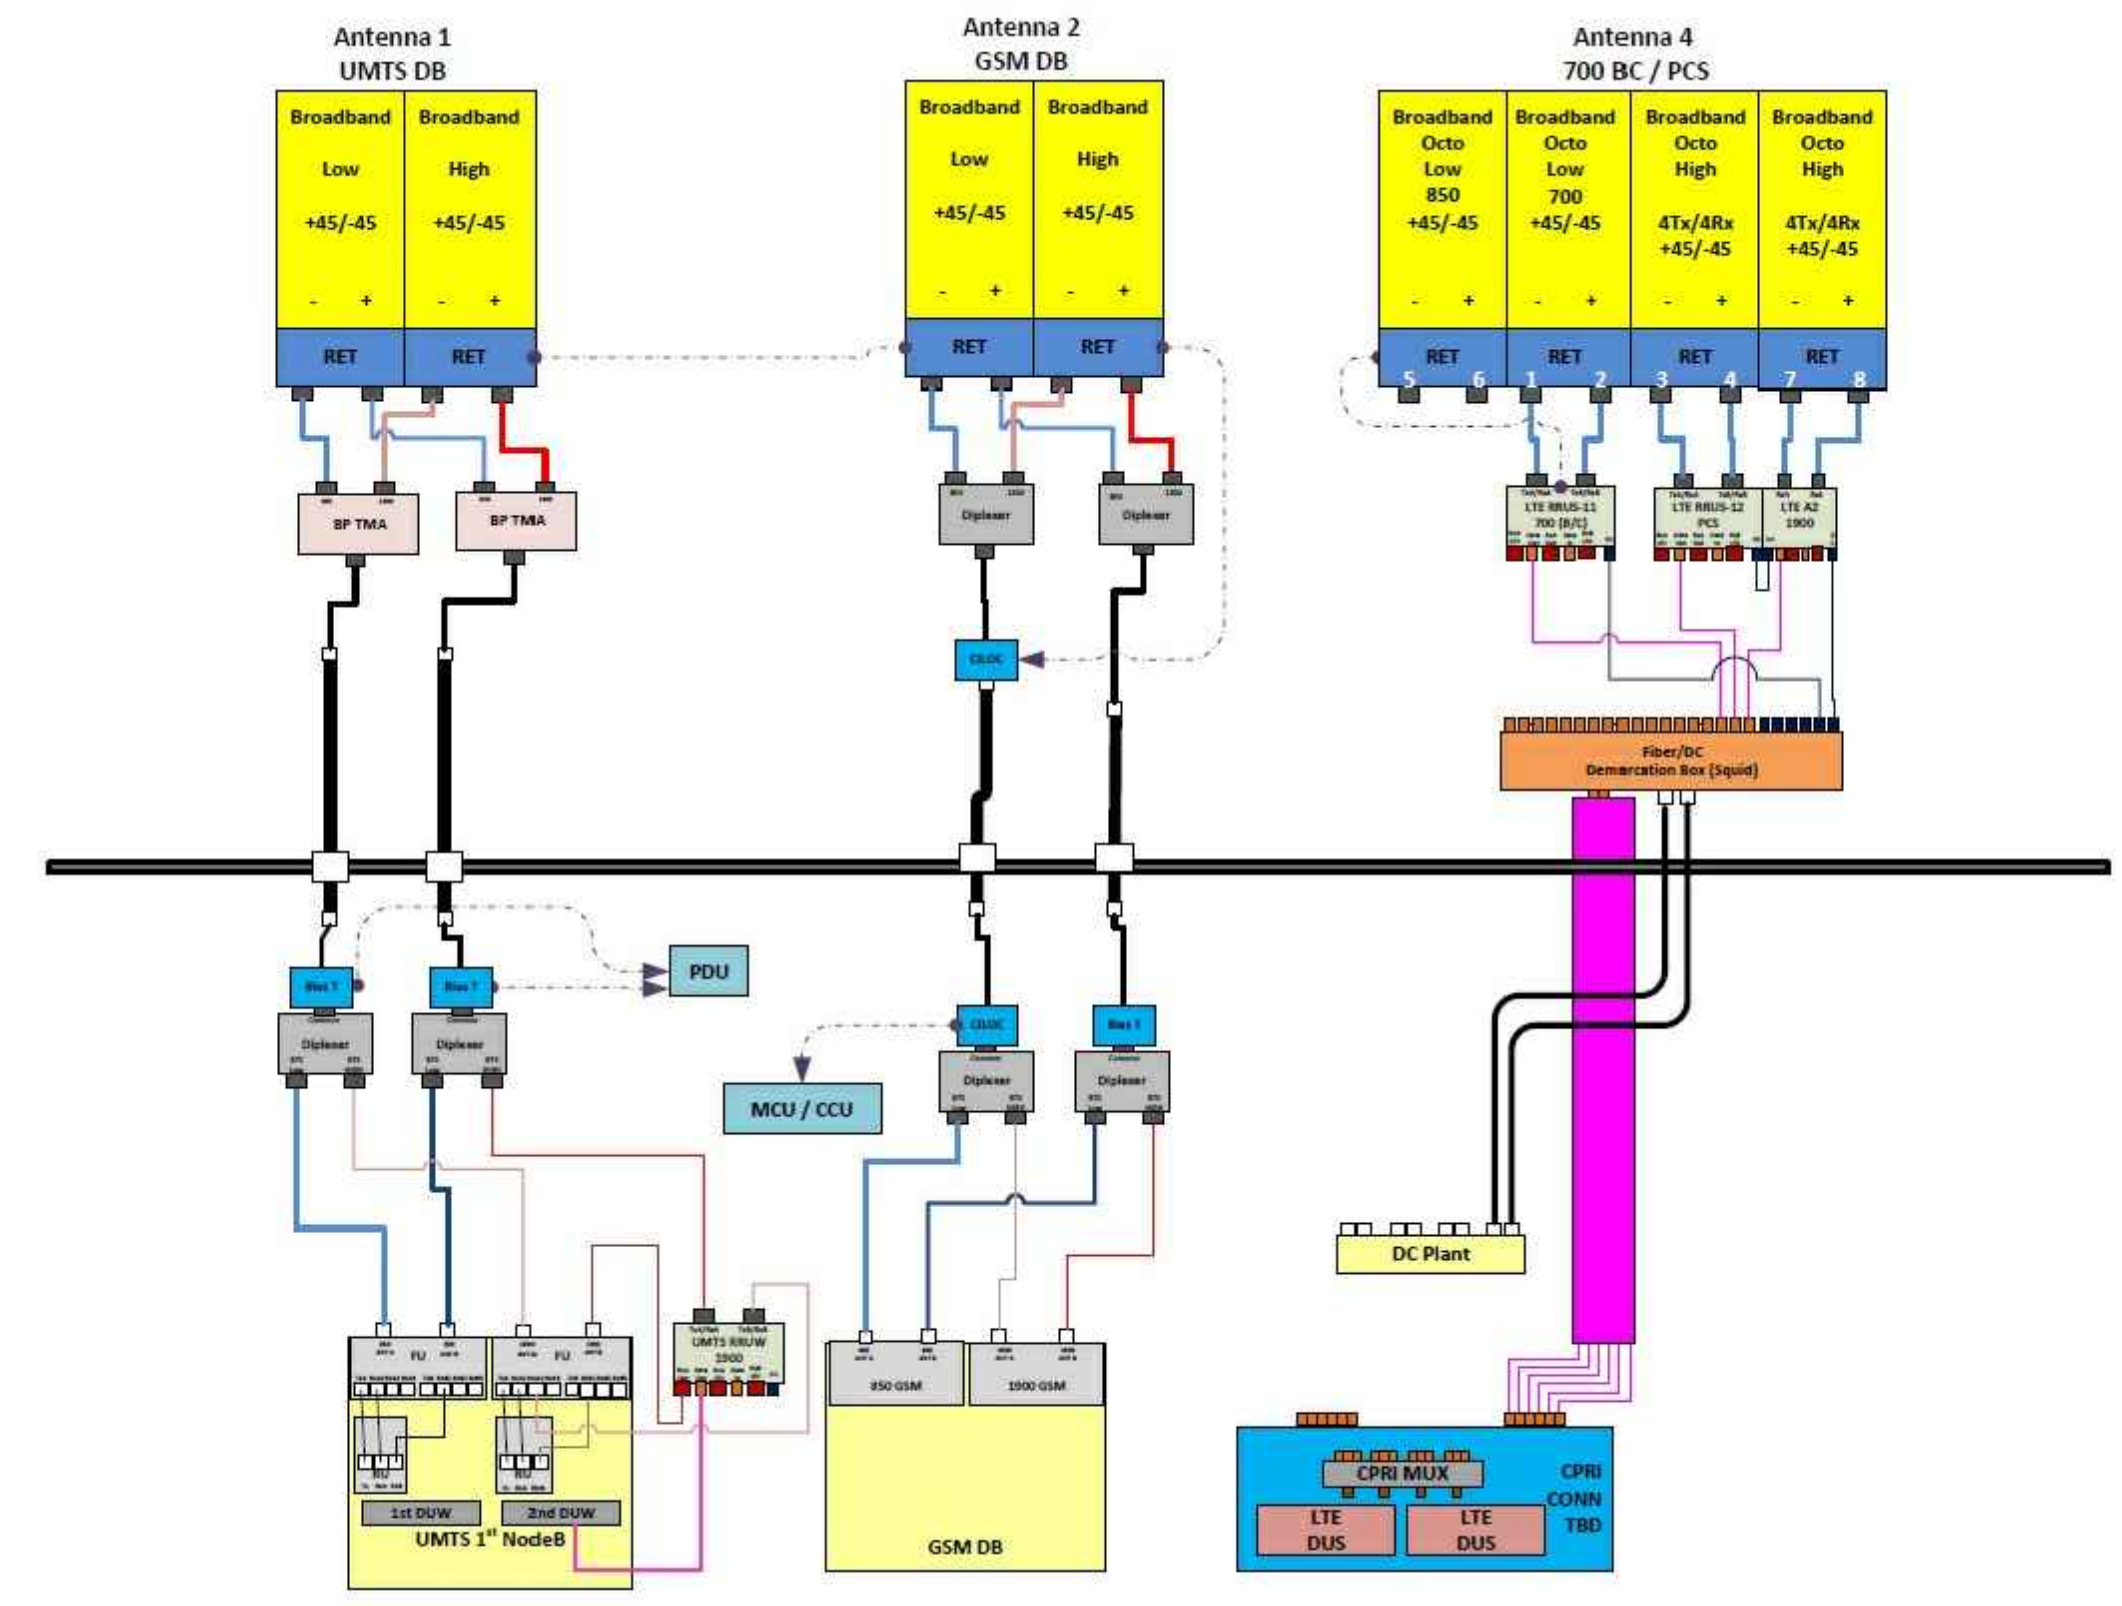 Antenna 1
UMTS DB
Broadband
Low
+45/-45
- +
RET
Broadband
High
+45/-45
- +
RET
BP TMA
BP TMA
Antenna 2
GSM DB
Broadband
Low
+45/-45
- +
RET
Broadband
High
+45/-45
- +
RET
Diplexer
Diplexer
CILOC
Antenna 4
700 BC / PCS
Broadband
Octo
Low
850
+45/-45
- +
RET
5 6
Broadband
Octo
Low
700
+45/-45
- +
RET
1 2
Broadband
Octo
High
4Tx/4Rx
+45/-45
- +
RET
3 4
Broadband
Octo
High
4Tx/4Rx
+45/-45
- +
RET
7 8
LTE RRUS-11
700 (B/C)
LTE RRUS-12
PCS
LTE A2
1900
Fiber/DC
Demarcation Box (Squid)
Bias T
Bias T
PDU
Diplexer
Diplexer
CILOC
Bias T
Diplexer
Diplexer
MCU / CCU
FU
FU
RU
RU
1st DUW
2nd DUW
UMTS 1st NodeB
UMTS RRUW
1900
850 GSM
1900 GSM
GSM DB
DC Plant
CPRI MUX
CPRI
CONN
TBD
LTE
DUS
LTE
DUS